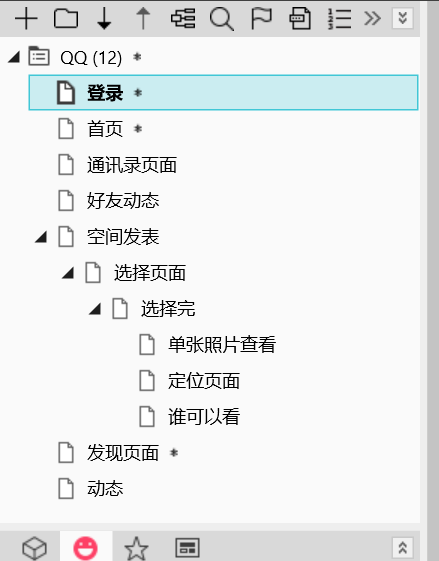 QQ (12) *
登录 *
首页 *
通讯录页面
好友动态
空间发表
选择页面
选择完
单张照片查看
定位页面
谁可以看
发现页面 *
动态